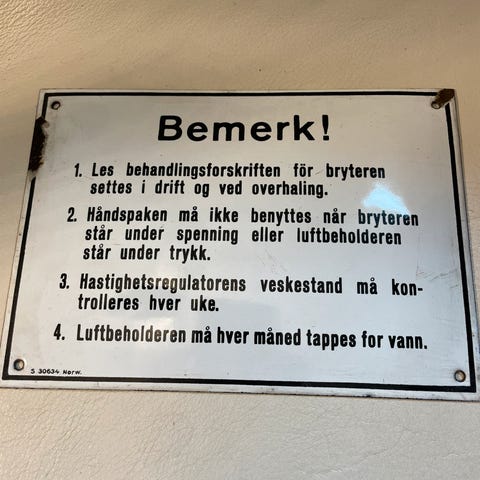 Bemerk!
1. Les behandlingsforskriften för bryteren
settes i drift og ved overhaling.
2. Håndspaken må ikke benyttes når bryteren
står under spenning eller luftbeholderen
står under trykk.
3. Hastighetsregulatorens veskestand må kon-
trolleres hver uke.
4. Luftbeholderen må hver måned tappes for vann.
S 30634 Norw.